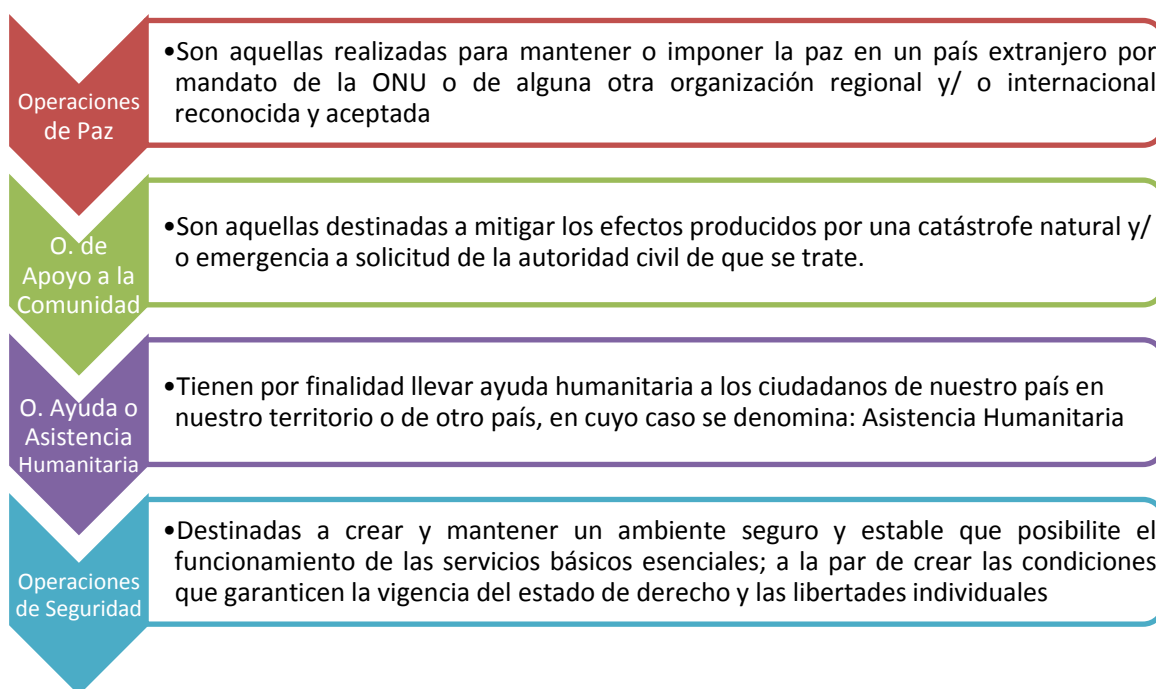 Operaciones
de Paz
•Son aquellas realizadas para mantener o imponer la paz en un país extranjero por
mandato de la ONU o de alguna otra organización regional y/ o internacional
reconocida y aceptada
O. de
Apoyo a la
Comunidad
•Son aquellas destinadas a mitigar los efectos producidos por una catástrofe natural y/
o emergencia a solicitud de la autoridad civil de que se trate.
O. Ayuda o
Asistencia
Humanitaria
•Tienen por finalidad llevar ayuda humanitaria a los ciudadanos de nuestro país en
nuestro territorio o de otro país, en cuyo caso se denomina: Asistencia Humanitaria
Operaciones
de Seguridad
•Destinadas a crear y mantener un ambiente seguro y estable que posibilite el
funcionamiento de las servicios básicos esenciales; a la par de crear las condiciones
que garanticen la vigencia del estado de derecho y las libertades individuales